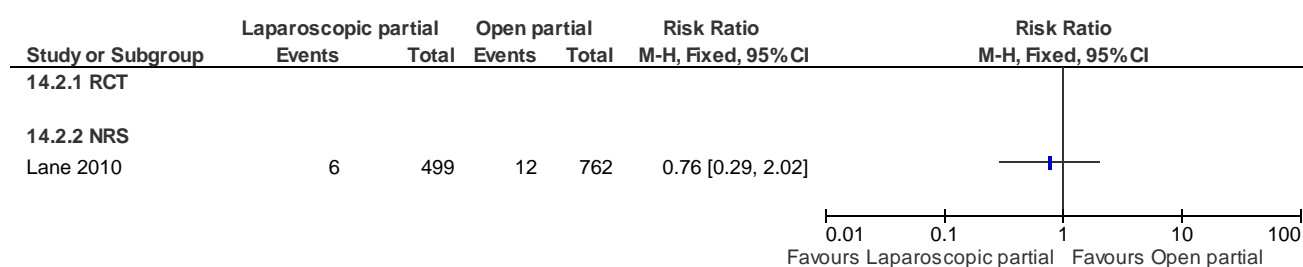 Laparoscopic partial Open partial Risk Ratio Risk Ratio
Study or Subgroup Events Total Events Total M-H, Fixed, 95% CI M-H, Fixed, 95% CI
14.2.1 RCT
14.2.2 NRS
Lane 2010 6 499 12 762 0.76 [0.29, 2.02]
0.01 0.1 1 10 100
Favours Laparoscopic partial Favours Open partial